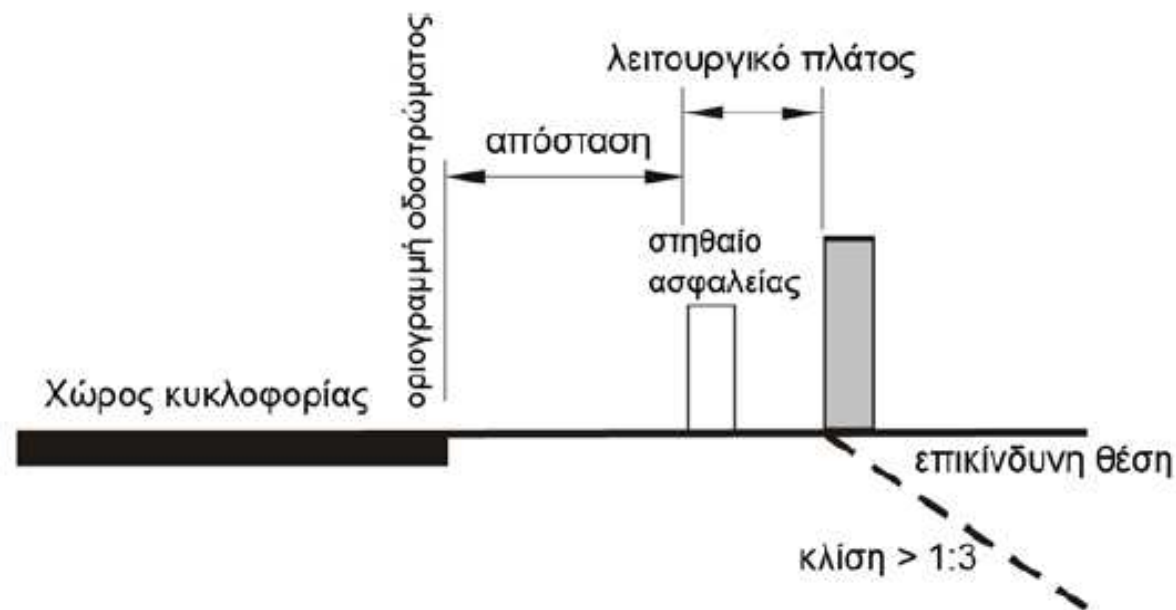 οριογραμμή οδοστρώματος
λειτουργικό πλάτος
απόσταση
στηθαίο
ασφαλείας
Χώρος κυκλοφορίας
επικίνδυνη θέση
κλίση > 1:3